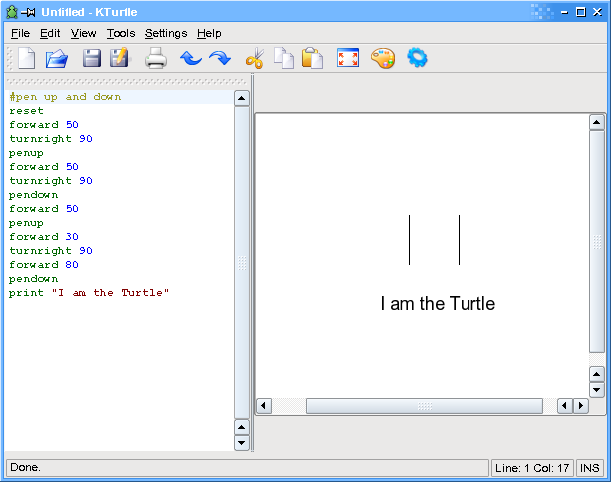 Untitled - KTurtle
File Edit View Tools Settings Help
#pen up and down
reset
forward 50
turnright 90
penup
forward 50
turnright 90
pendown
forward 50
penup
forward 30
turnright 90
forward 80
pendown
print "I am the Turtle"
I am the Turtle
Done.
Line: 1 Col: 17
INS